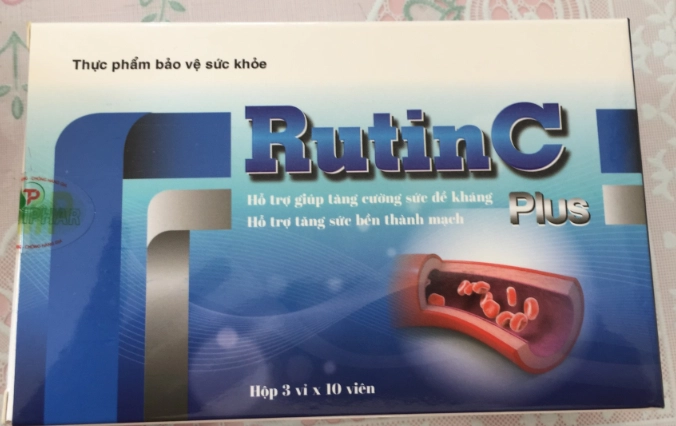 Thực phẩm bảo vệ sức khỏe
RutinC
Plus
Hỗ trợ giúp tăng cường sức đề kháng
Hỗ trợ tăng sức bền thành mạch
TP
Hộp 3 vỉ x 10 viên